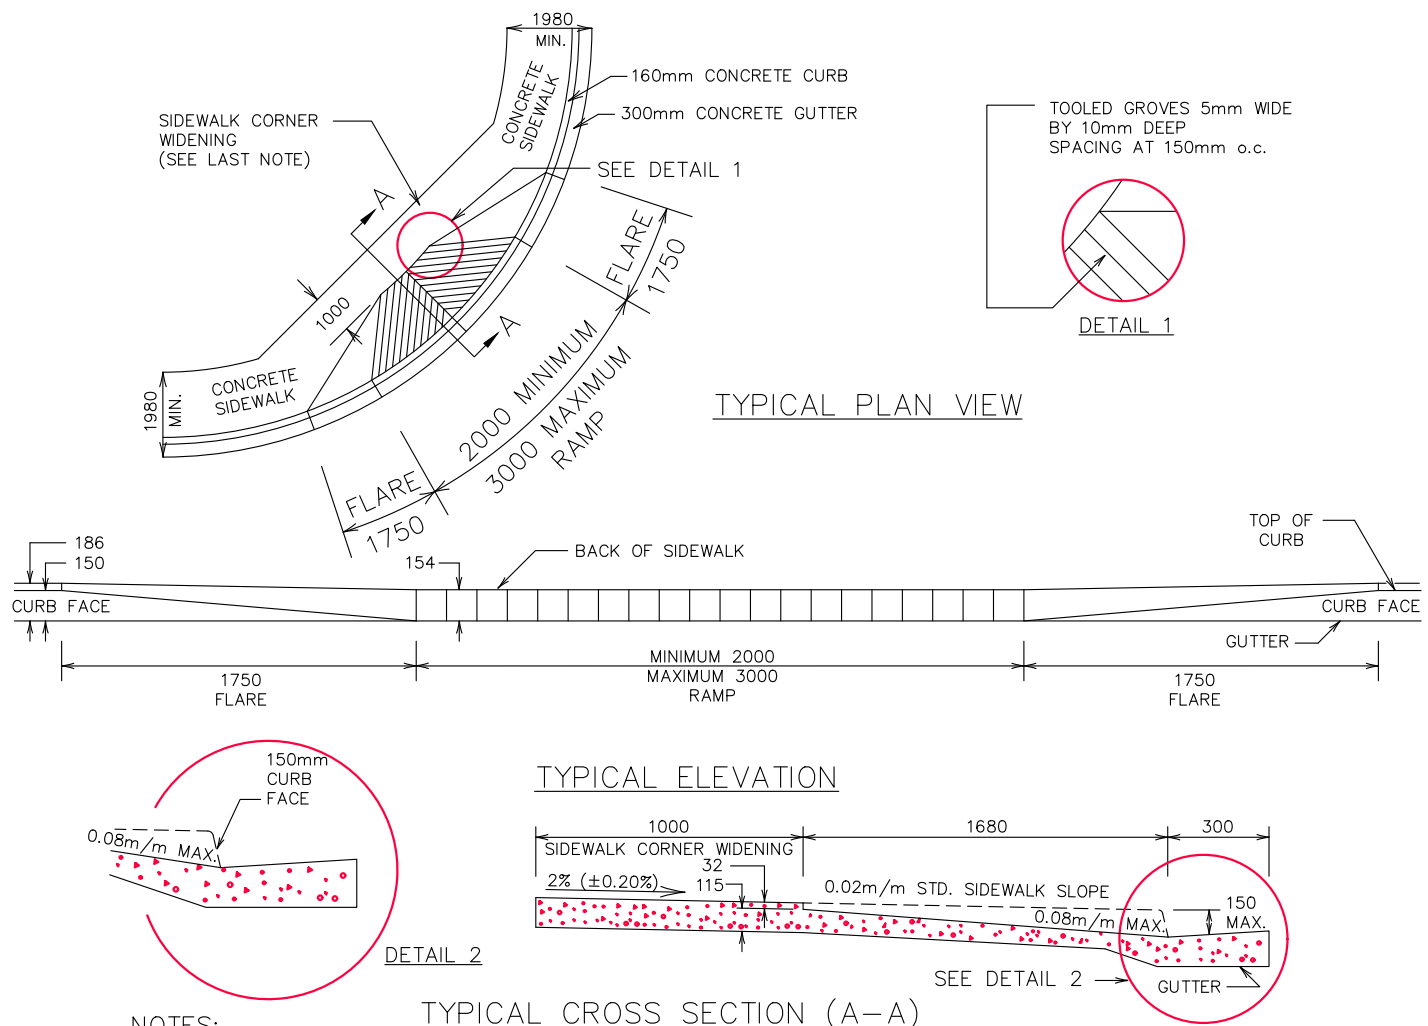 1980
MIN.
160mm CONCRETE CURB
300mm CONCRETE GUTTER
CONCRETE
SIDEWALK
SIDEWALK CORNER
WIDENING
(SEE LAST NOTE)
SEE DETAIL 1
A
A
1000
FLARE
1750
2000 MINIMUM
3000 MAXIMUM
RAMP
FLARE
1750
CONCRETE
SIDEWALK
1980
MIN.
TOOLED GROVES 5mm WIDE
BY 10mm DEEP
SPACING AT 150mm o.c.
DETAIL 1
TYPICAL PLAN VIEW
186
150
154
BACK OF SIDEWALK
TOP OF
CURB
CURB FACE
CURB FACE
GUTTER
1750
FLARE
MINIMUM 2000
MAXIMUM 3000
RAMP
1750
FLARE
TYPICAL ELEVATION
150mm
CURB
FACE
0.08m/m MAX.
DETAIL 2
1000
1680
300
SIDEWALK CORNER WIDENING
32
115
2% (±0.20%)
0.02m/m STD. SIDEWALK SLOPE
0.08m/m MAX.
150
MAX.
SEE DETAIL 2
GUTTER
TYPICAL CROSS SECTION (A-A)
NOTES: